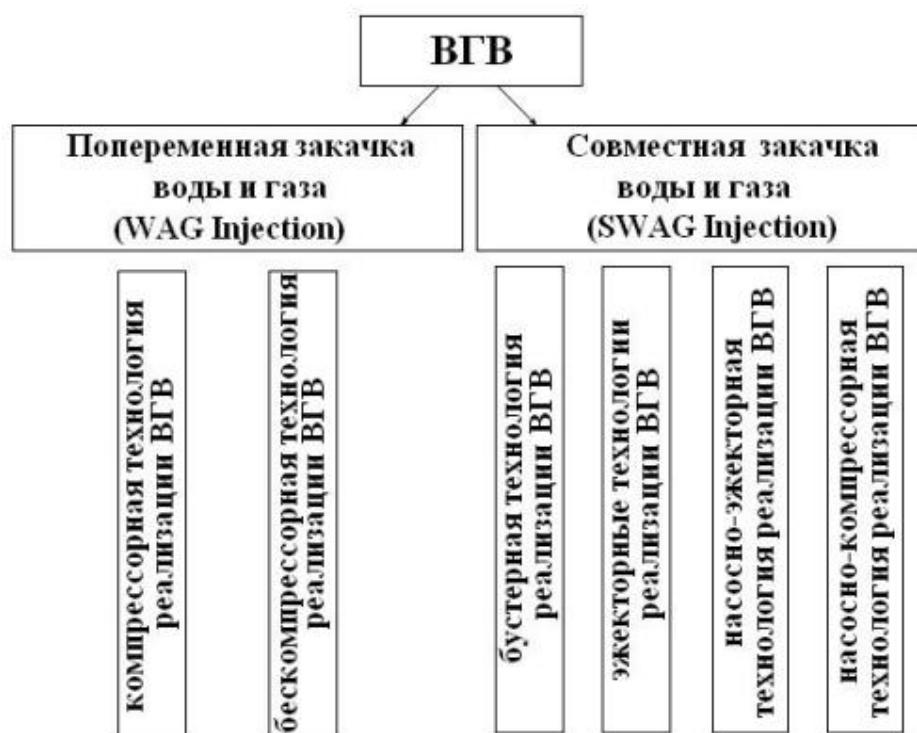 ВГВ
Попеременная закачка
воды и газа
(WAG Injection)
Совместная закачка
воды и газа
(SWAG Injection)
компрессорная технология
реализации ВГВ
бескомпрессорная технология
реализации ВГВ
бустерная технология
реализации ВГВ
эжекторные технологии
реализации ВГВ
насосно-эжекторная
технология реализации ВГВ
насосно-компрессорная
технология реализации ВГВ